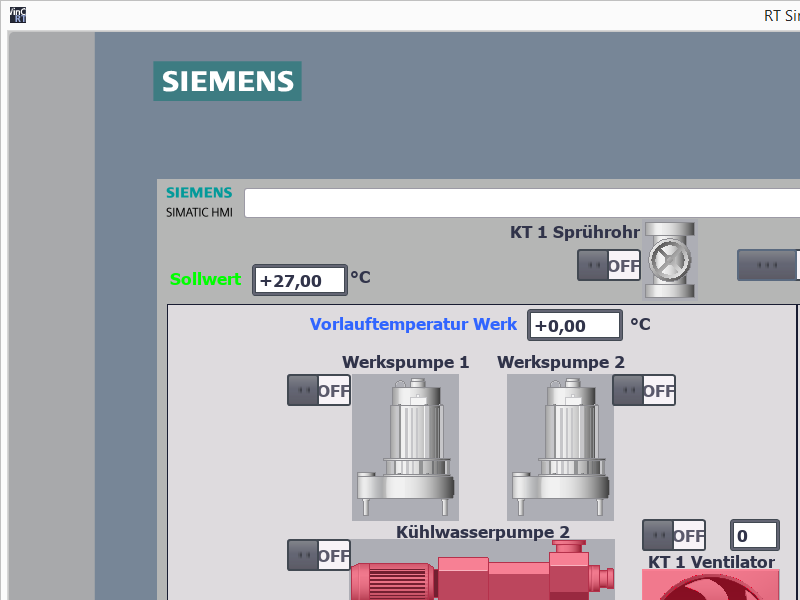 RT
SIEMENS
SIEMENS
SIMATIC HMI
KT 1 Sprührohr
OFF
Sollwert +27,00 °C
Vorlauftemperatur Werk +0,00 °C
Werkspumpe 1 Werkspumpe 2
OFF OFF
Kühlwasserpumpe 2
OFF 0
OFF
KT 1 Ventilator